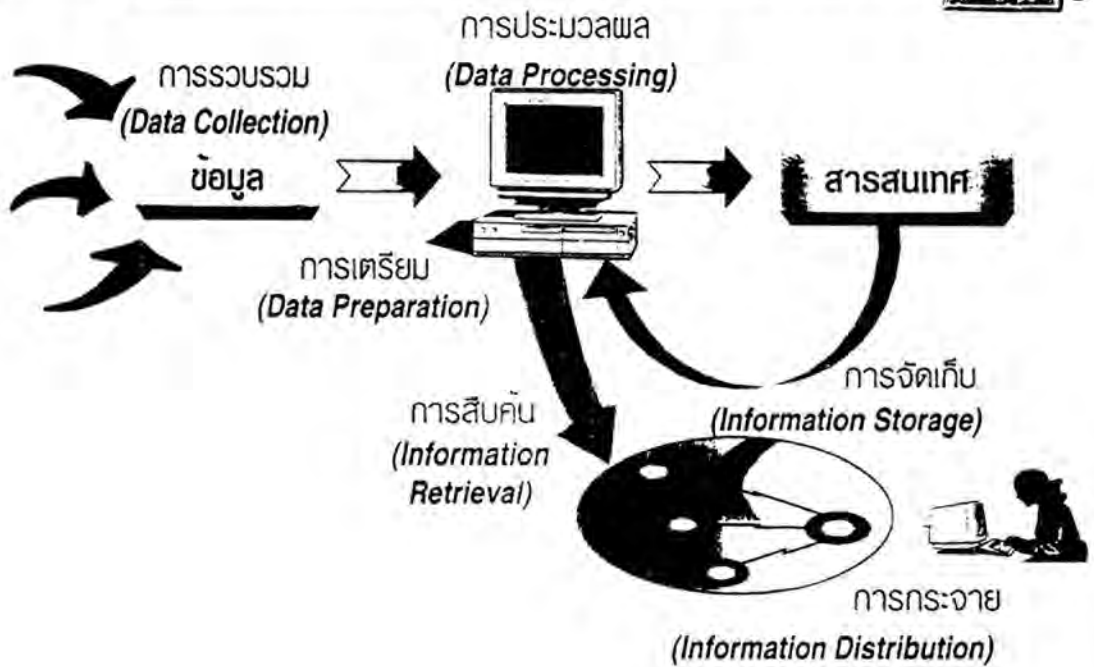 การประมวลผล
(Data Processing)
การรวบรวม
(Data Collection)
ข้อมูล
สารสนเทศ
การเตรียม
(Data Preparation)
การจัดเก็บ
(Information Storage)
การสืบค้น
(Information
Retrieval)
การกระจาย
(Information Distribution)